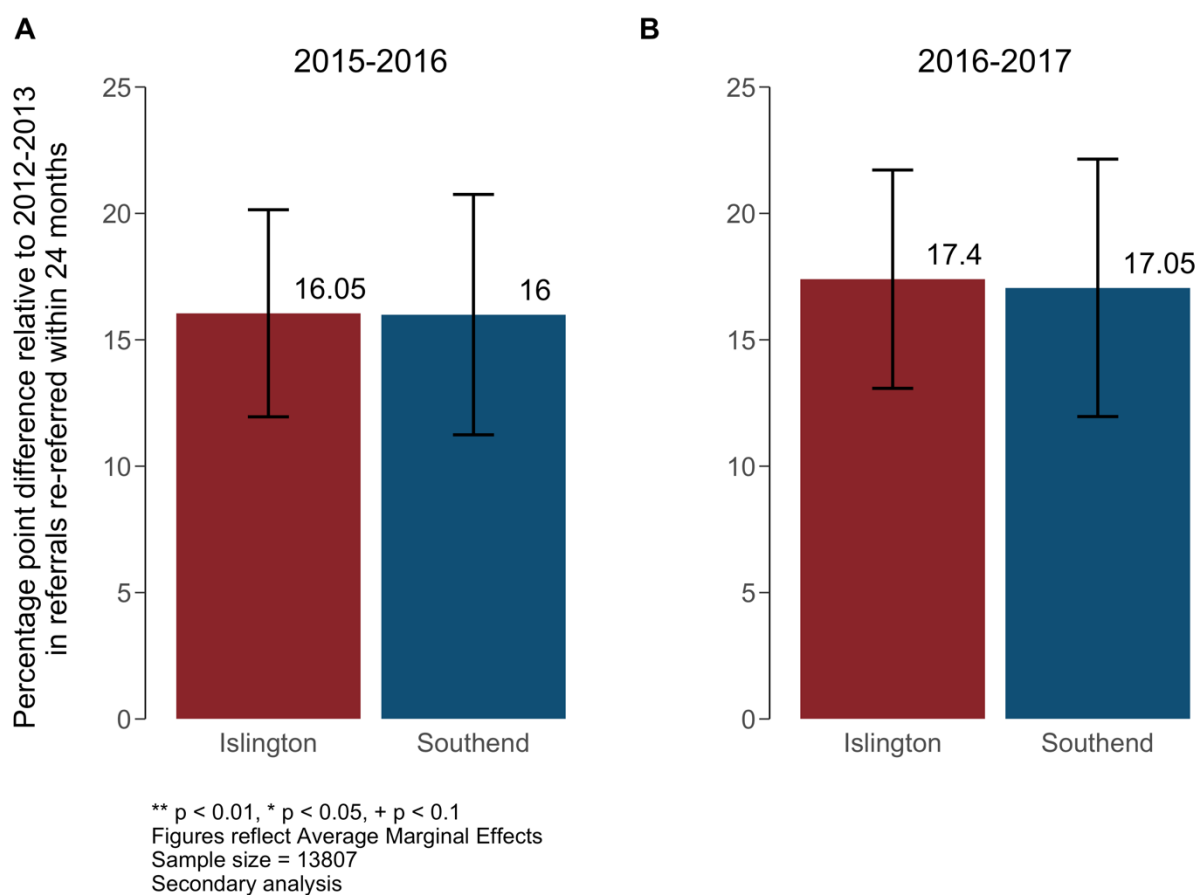 A
2015-2016
Percentage point difference relative to 2012-2013
in referrals re-referred within 24 months
25
20
15
10
5
0
16.05
16
Islington
Southend
B
2016-2017
25
20
15
10
5
0
17.4
17.05
Islington
Southend
** p < 0.01, * p < 0.05, + p < 0.1
Figures reflect Average Marginal Effects
Sample size = 13807
Secondary analysis